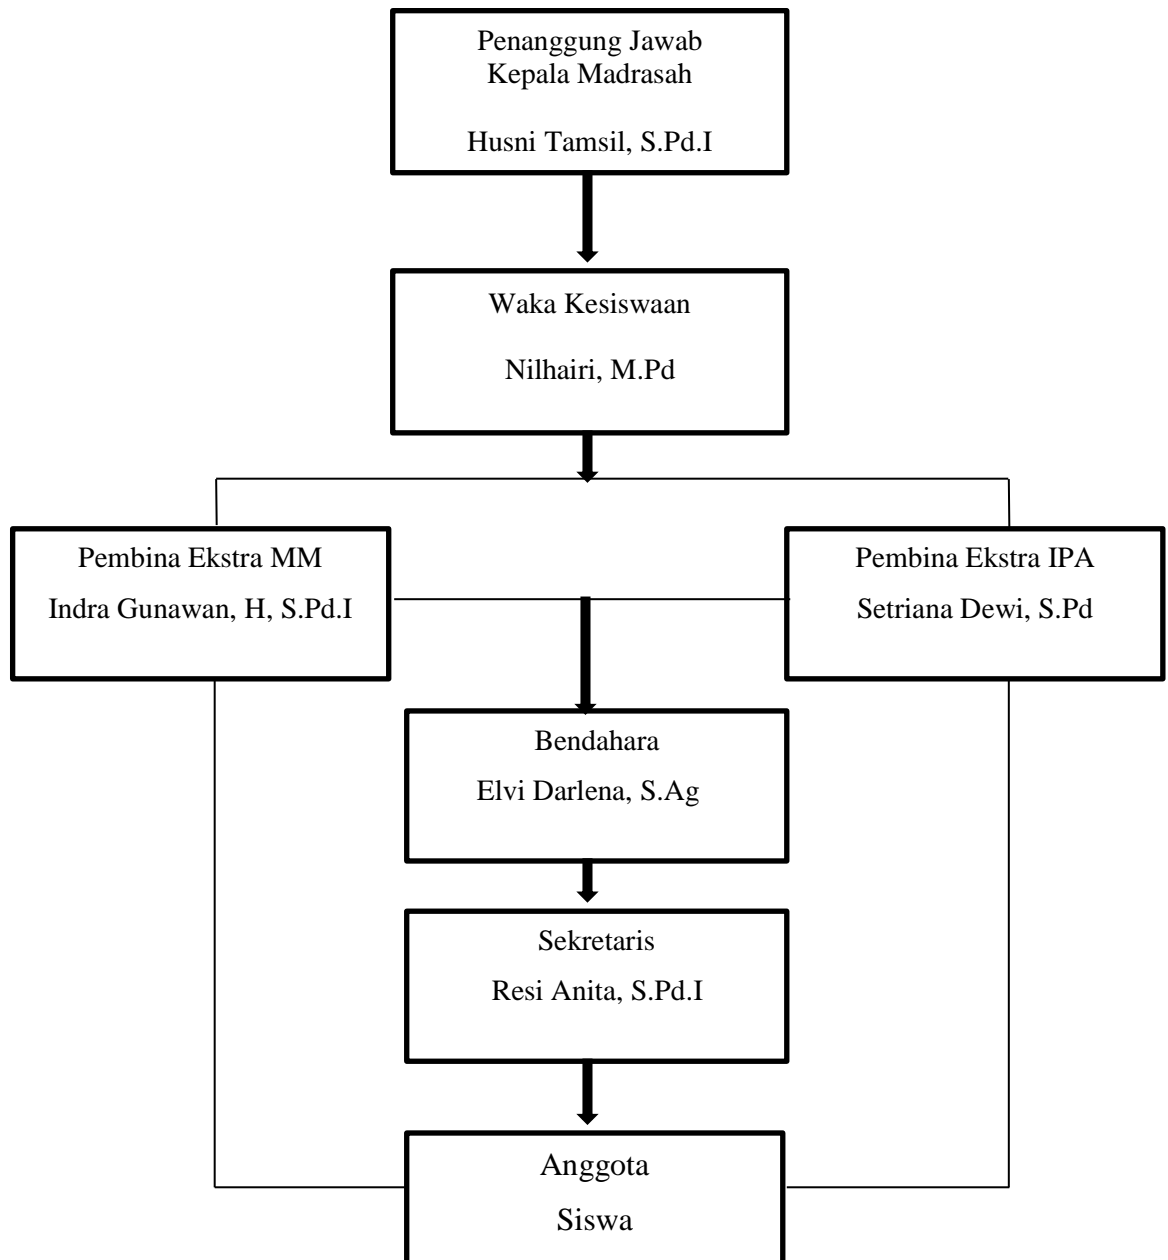 Penanggung Jawab
Kepala Madrasah
Husni Tamsil, S.Pd.I
Waka Kesiswaan
Nilhairi, M.Pd
Pembina Ekstra MM
Indra Gunawan, H, S.Pd.I
Pembina Ekstra IPA
Setriana Dewi, S.Pd
Bendahara
Elvi Darlena, S.Ag
Sekretaris
Resi Anita, S.Pd.I
Anggota
Siswa